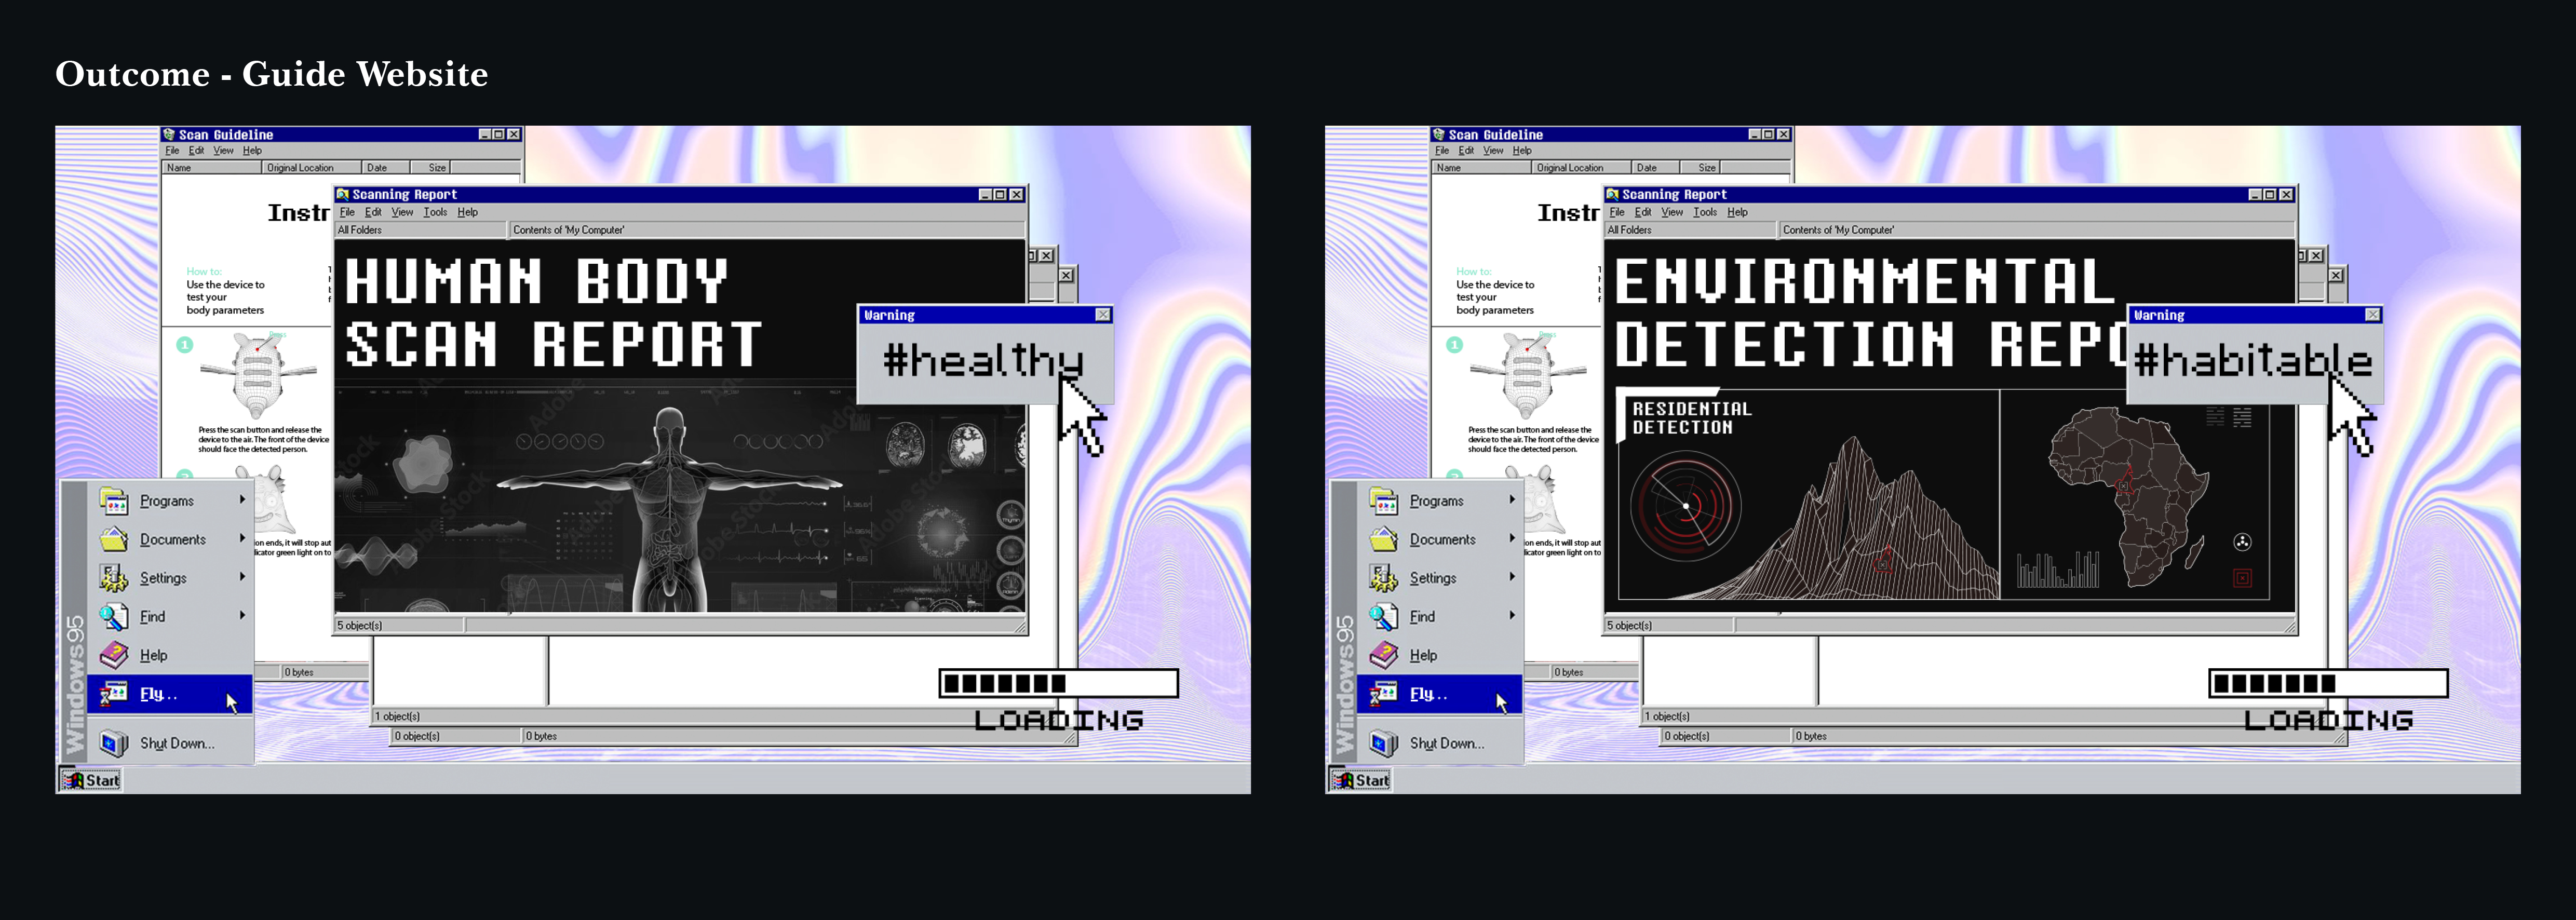 Outcome - Guide Website
Scan Guideline
File Edit View Help
Name Original Location Date Size
Instr
How to:
Use the device to
test your
body parameters
1
Press
Press the scan button and release the
device to the air. The front of the device
should face the detected person.
2
ion ends, it will stop aut
licator green light on to
0 bytes
Scanning Report
File Edit View Tools Help
All Folders Contents of 'My Computer'
HUMAN BODY
SCAN REPORT
Adobe Stock
5 object(s)
Warning
#healthy
1 object(s)
0 object(s) 0 bytes
LOADING
Windows95
Programs
Documents
Settings
Find
Help
Fly...
Shut Down...
Start
Scan Guideline
File Edit View Help
Name Original Location Date Size
Instr
How to:
Use the device to
test your
body parameters
1
Press
Press the scan button and release the
device to the air. The front of the device
should face the detected person.
2
ion ends, it will stop aut
licator green light on to
0 bytes
Scanning Report
File Edit View Tools Help
All Folders Contents of 'My Computer'
ENVIRONMENTAL
DETECTION REPO
RESIDENTIAL
DETECTION
5 object(s)
Warning
#habitable
1 object(s)
0 object(s) 0 bytes
LOADING
Windows95
Programs
Documents
Settings
Find
Help
Fly...
Shut Down...
Start